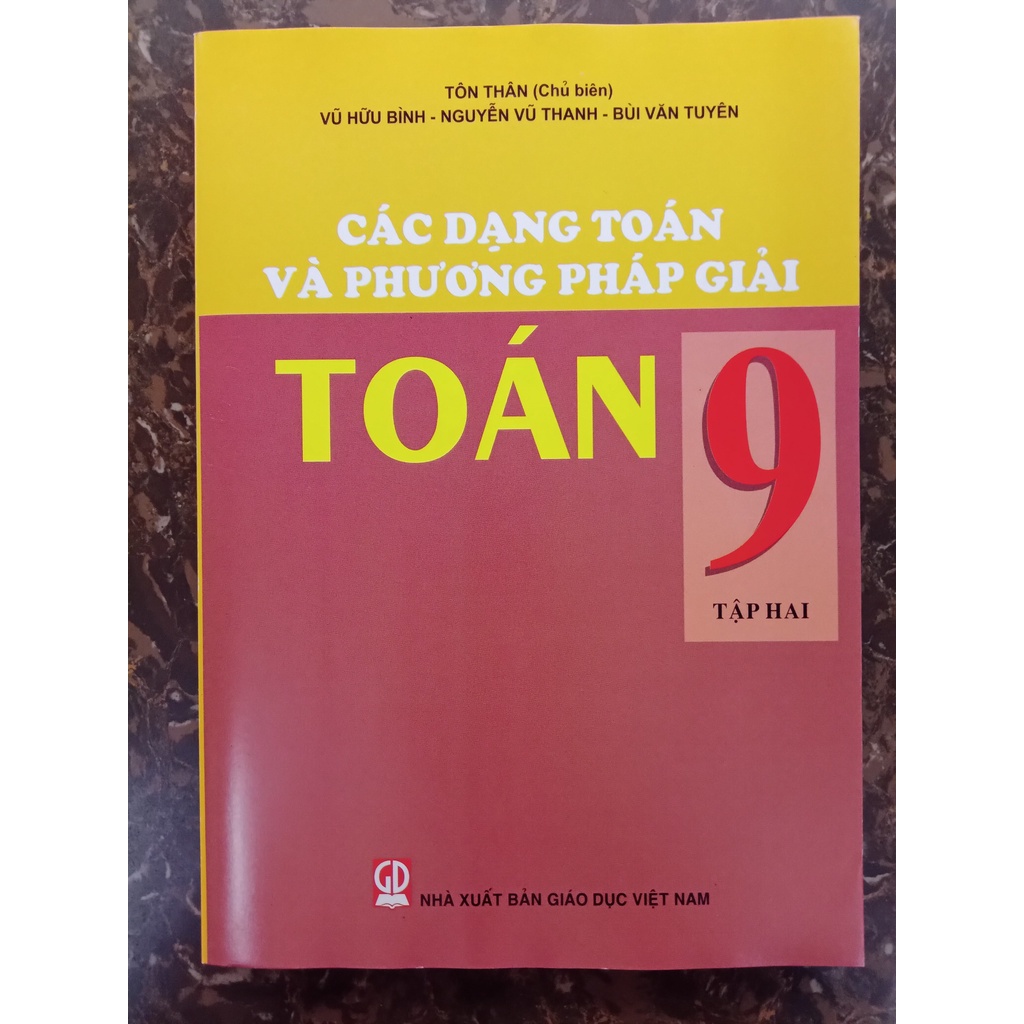 TÔN THÂN (Chủ biên)
VŨ HỮU BÌNH - NGUYỄN VŨ THANH - BÙI VĂN TUYÊN
CÁC DẠNG TOÁN
VÀ PHƯƠNG PHÁP GIẢI
TOÁN 9
TẬP HAI
GD
NHÀ XUẤT BẢN GIÁO DỤC VIỆT NAM